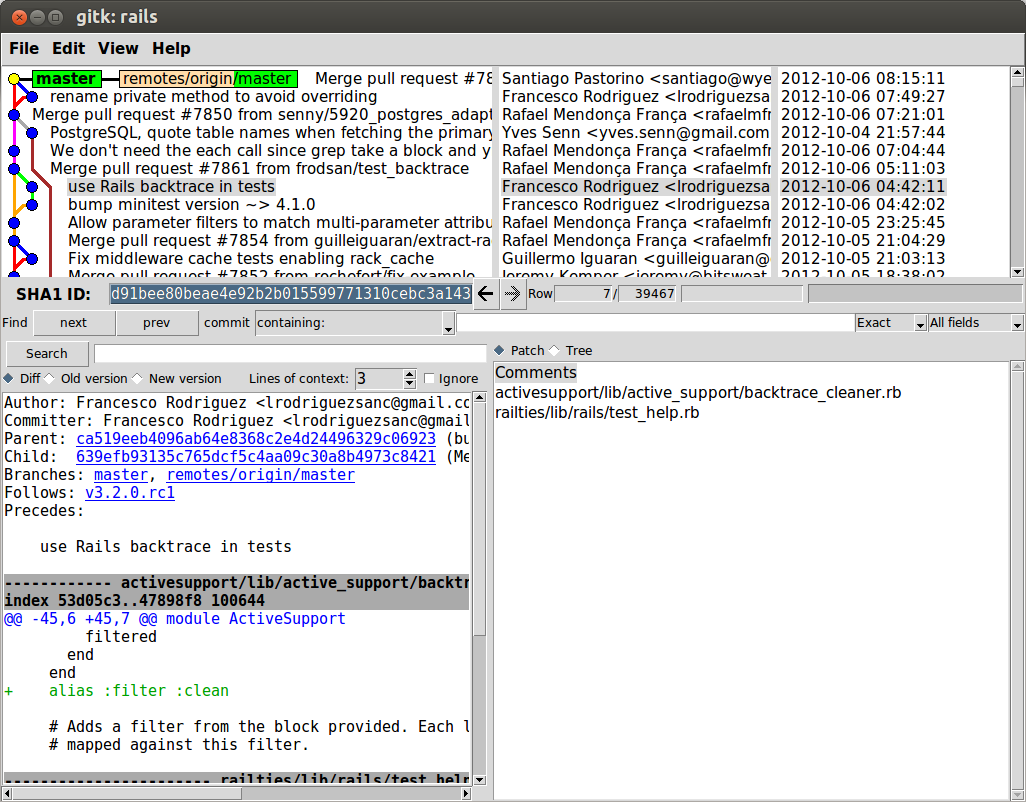 gitk: rails
File Edit View Help
master remotes/origin/master Merge pull request #78 Santiago Pastorino <santiago@wye 2012-10-06 08:15:11
rename private method to avoid overriding Francesco Rodriguez <lrodriguezsa 2012-10-06 07:49:27
Merge pull request #7850 from senny/5920_postgres_adapt Rafael Mendonça França <rafaelmfr 2012-10-06 07:21:01
PostgreSQL, quote table names when fetching the primary Yves Senn <yves.senn@gmail.com 2012-10-04 21:57:44
We don't need the each call since grep take a block and y Rafael Mendonça França <rafaelmfr 2012-10-06 07:04:44
Merge pull request #7861 from frodsan/test_backtrace Rafael Mendonça França <rafaelmfr 2012-10-06 05:11:03
use Rails backtrace in tests Francesco Rodriguez <lrodriguezsa 2012-10-06 04:42:11
bump minitest version ~> 4.1.0 Francesco Rodriguez <lrodriguezsa 2012-10-06 04:42:02
Allow parameter filters to match multi-parameter attribu Rafael Mendonça França <rafaelmfr 2012-10-05 23:25:45
Merge pull request #7854 from guilleiguaran/extract-ra Rafael Mendonça França <rafaelmfr 2012-10-05 21:04:29
Fix middleware cache tests enabling rack_cache Guillermo Iguaran <guilleiguaran@ 2012-10-05 21:03:13
Merge pull request #7852 from rochefort/fix_example Jeremy Kemper <jeremy@bitsweat 2012-10-05 18:38:02
SHA1 ID: d91bee80beae4e92b2b015599771310cebc3a143 Row 7 / 39467
Find next prev commit containing: Exact All fields
Search
Patch Tree
Diff Old version New version Lines of context: 3 Ignore
Author: Francesco Rodriguez <lrodriguezsanc@gmail.co
Committer: Francesco Rodriguez <lrodriguezsanc@gmail
Parent: ca519eeb4096ab64e8368c2e4d24496329c06923 (bu
Child: 639efb93135c765dcf5c4aa09c30a8b4973c8421 (Me
Branches: master, remotes/origin/master
Follows: v3.2.0.rc1
Precedes:
use Rails backtrace in tests
------------ activesupport/lib/active_support/backtr
index 53d05c3..47898f8 100644
@@ -45,6 +45,7 @@ module ActiveSupport
filtered
end
end
+ alias :filter :clean
# Adds a filter from the block provided. Each l
# mapped against this filter.
----------------------- railties/lib/rails/test_help
Comments
activesupport/lib/active_support/backtrace_cleaner.rb
railties/lib/rails/test_help.rb